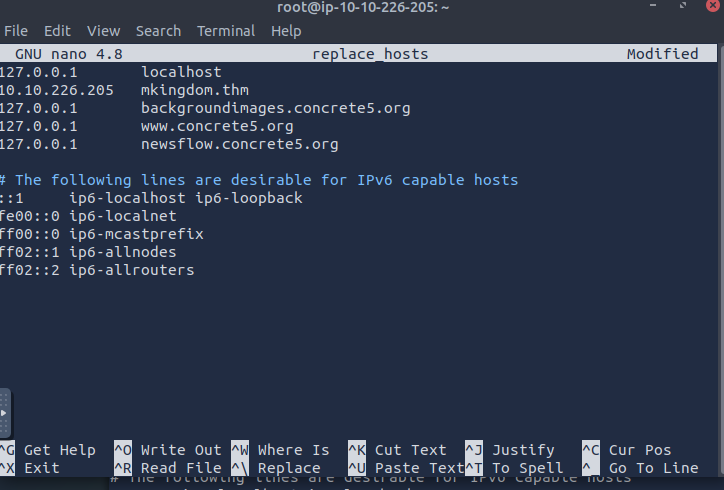 root@ip-10-10-226-205: ~
File Edit View Search Terminal Help
GNU nano 4.8 replace_hosts Modified
127.0.0.1 localhost
10.10.226.205 mkingdom.thm
127.0.0.1 backgroundimages.concrete5.org
127.0.0.1 www.concrete5.org
127.0.0.1 newsflow.concrete5.org
# The following lines are desirable for IPv6 capable hosts
::1 ip6-localhost ip6-loopback
fe00::0 ip6-localnet
ff00::0 ip6-mcastprefix
ff02::1 ip6-allnodes
ff02::2 ip6-allrouters
^G Get Help ^O Write Out ^W Where Is ^K Cut Text ^J Justify ^C Cur Pos
^X Exit ^R Read File ^\ Replace ^U Paste Text ^T To Spell ^_ Go To Line
# The following lines are desirable for IPv6 capable hosts